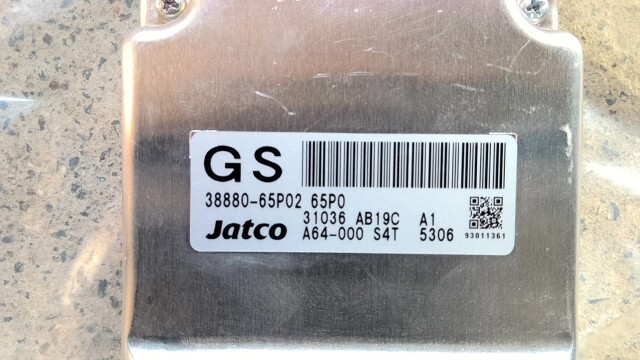 GS
38880-65P02 65P0
31036 AB19C A1
Jatco A64-000 S4T 5306 93011361